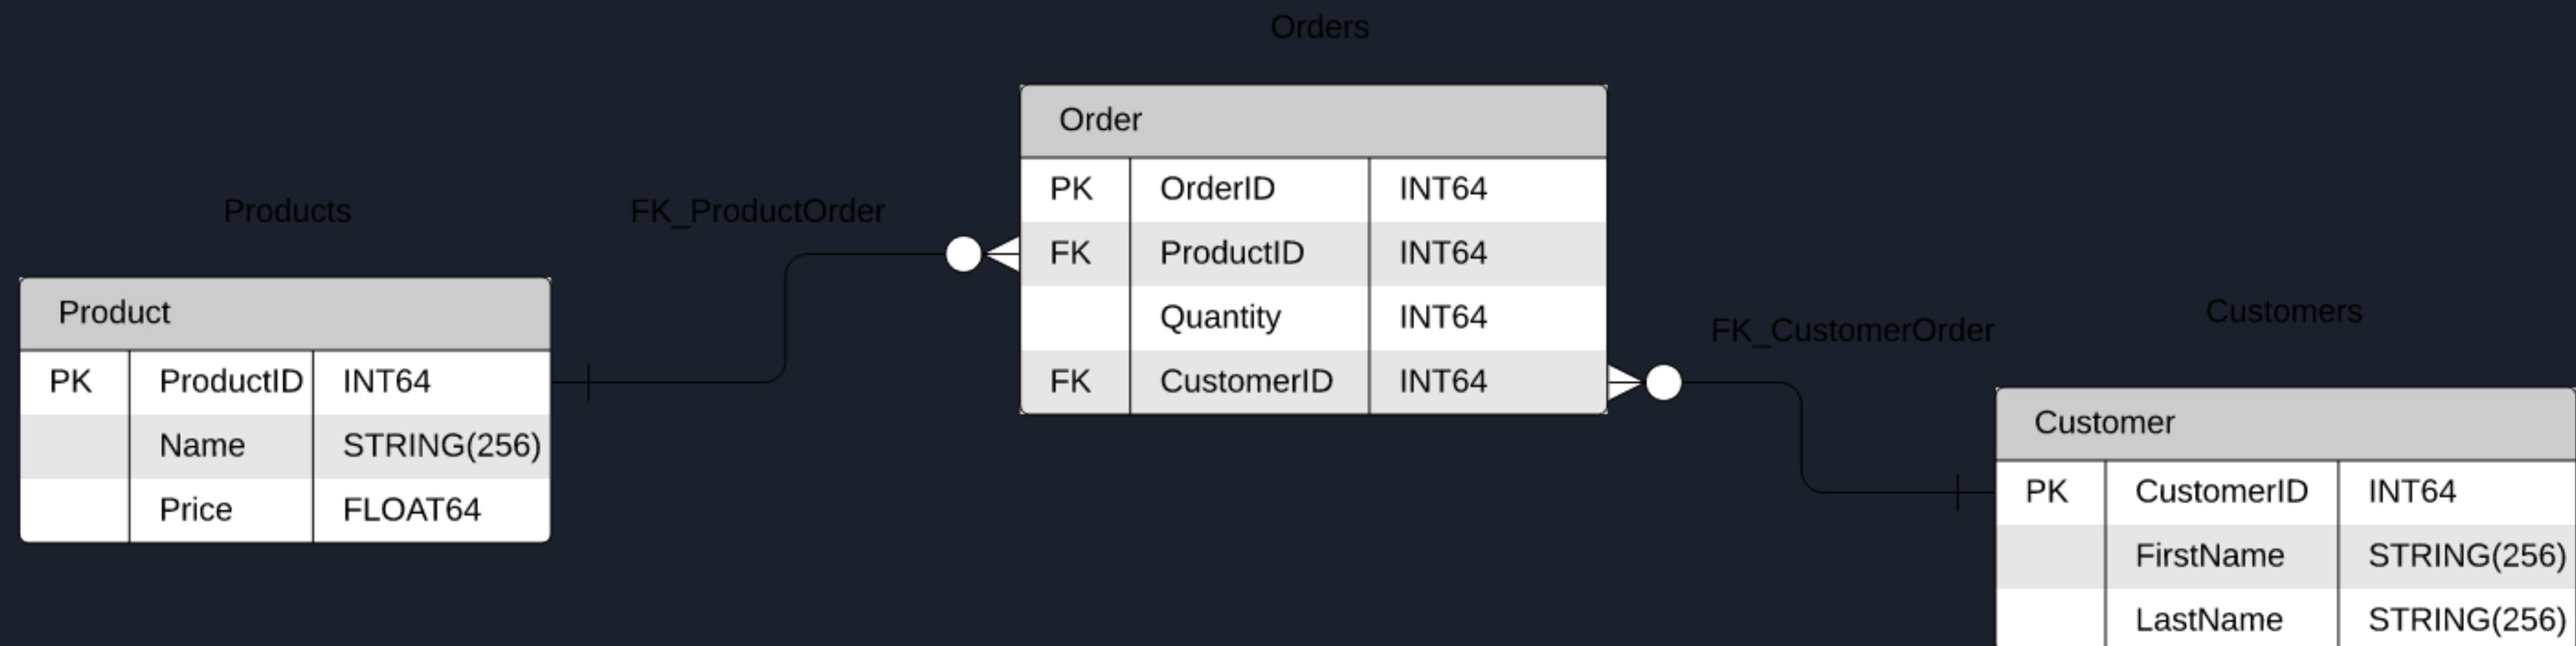 Orders
Order
PK OrderID INT64
FK ProductID INT64
Quantity INT64
FK CustomerID INT64
Products
FK_ProductOrder
Product
PK ProductID INT64
Name STRING(256)
Price FLOAT64
FK_CustomerOrder
Customers
Customer
PK CustomerID INT64
FirstName STRING(256)
LastName STRING(256)